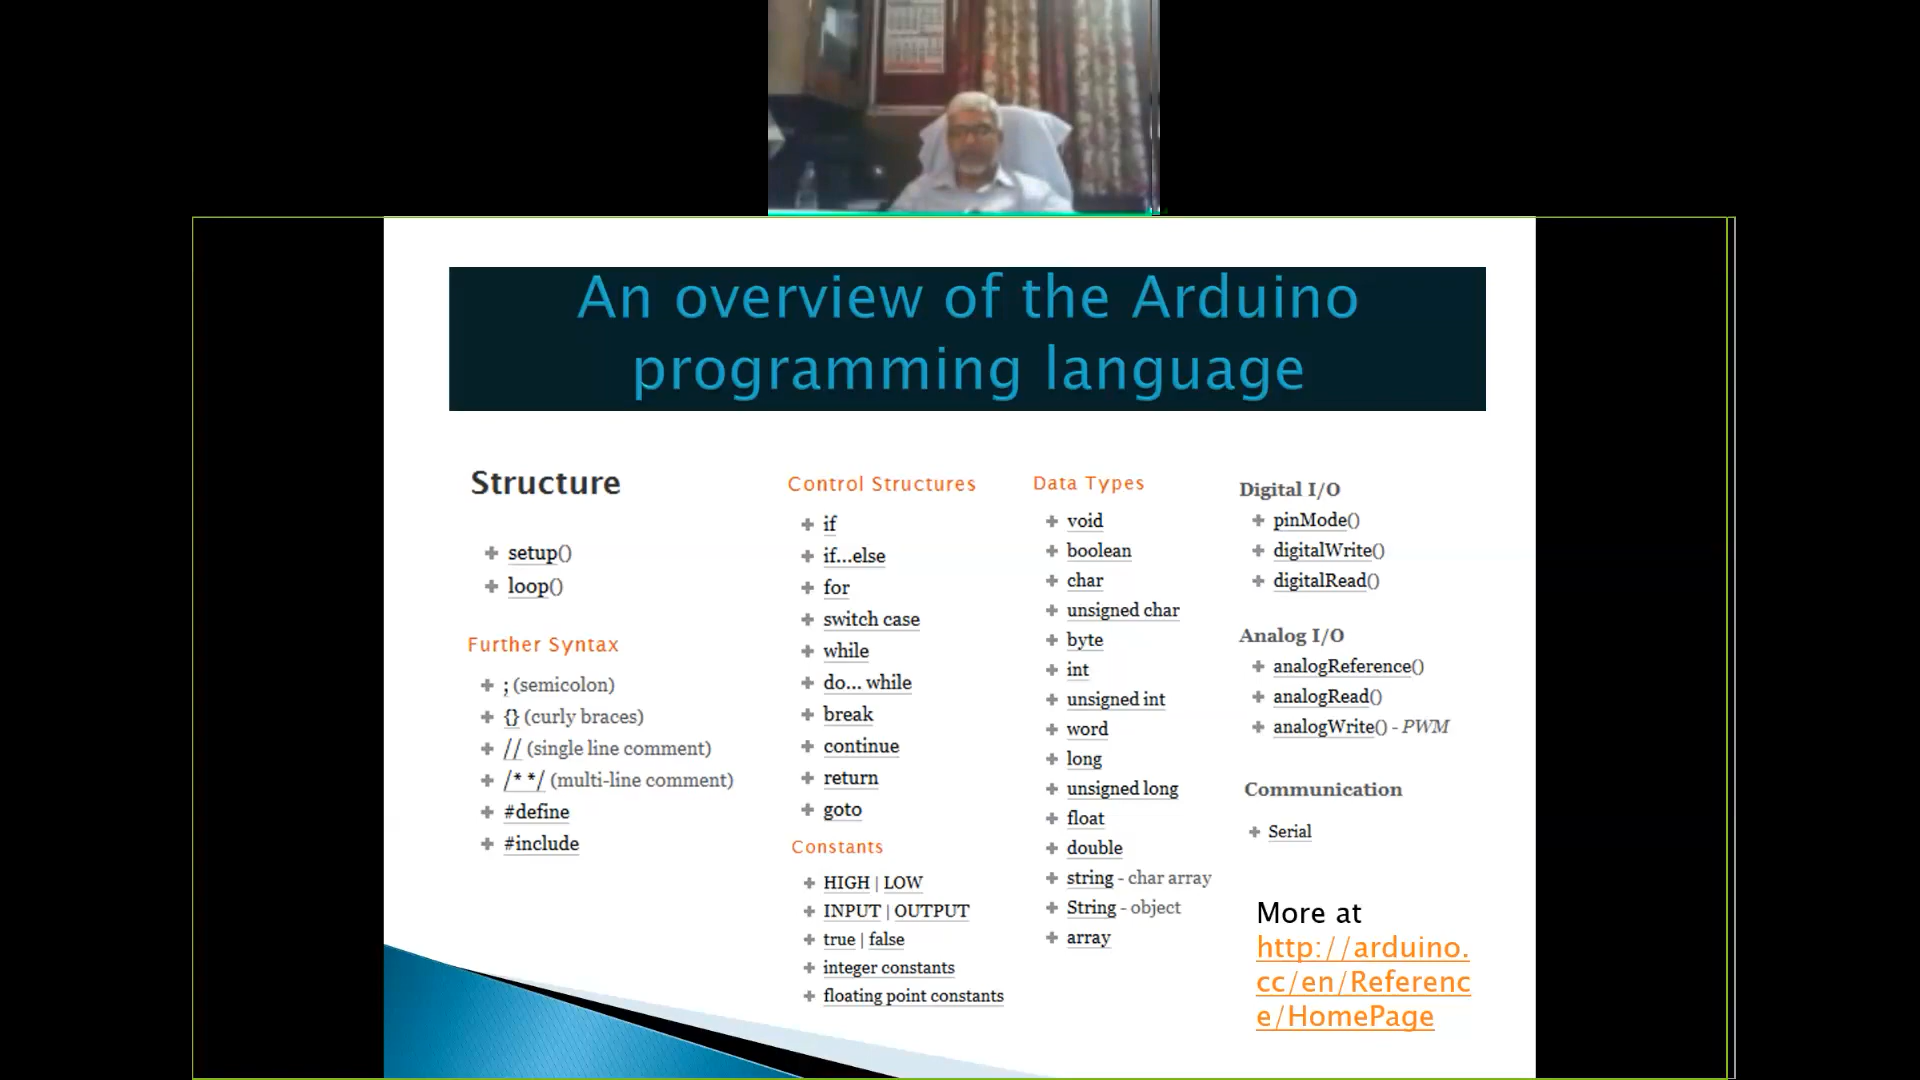 An overview of the Arduino
programming language
Structure
setup()
loop()
Further Syntax
; (semicolon)
{} (curly braces)
// (single line comment)
/* */ (multi-line comment)
#define
#include
Control Structures
if
if...else
for
switch case
while
do... while
break
continue
return
goto
Constants
HIGH | LOW
INPUT | OUTPUT
true | false
integer constants
floating point constants
Data Types
void
boolean
char
unsigned char
byte
int
unsigned int
word
long
unsigned long
float
double
string - char array
String - object
array
Digital I/O
pinMode()
digitalWrite()
digitalRead()
Analog I/O
analogReference()
analogRead()
analogWrite() - PWM
Communication
Serial
More at
http://arduino.
cc/en/Referenc
e/HomePage